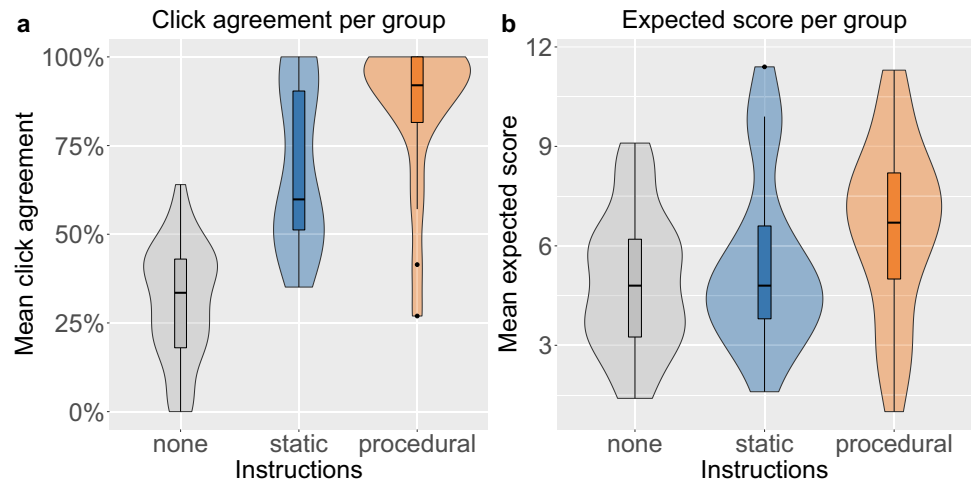 a
Click agreement per group
Mean click agreement
100%
75%
50%
25%
0%
none
static
procedural
Instructions
b
Expected score per group
Mean expected score
12
9
6
3
none
static
procedural
Instructions